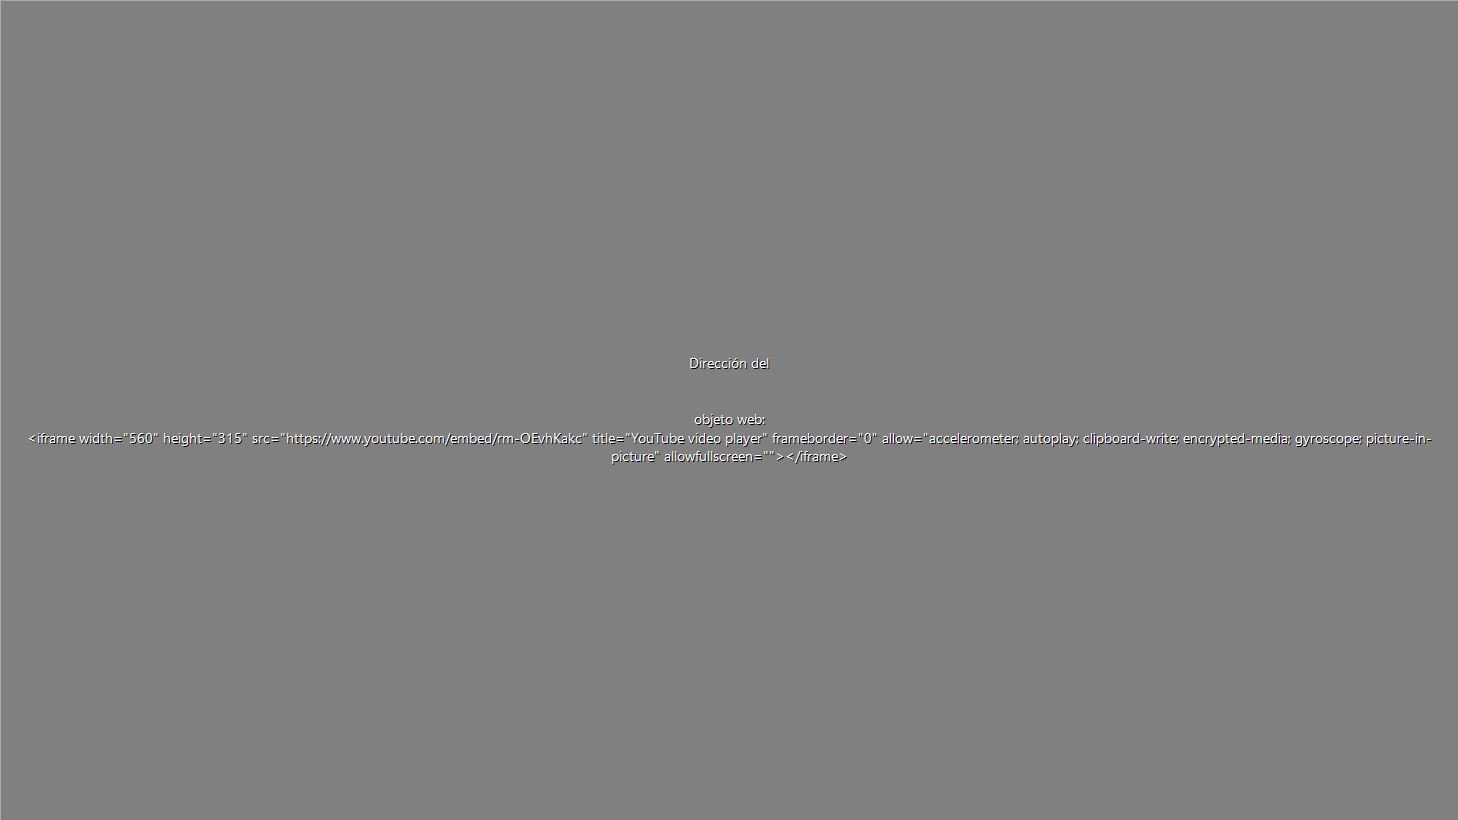 Dirección del
objeto web:
<iframe width="560" height="315" src="https://www.youtube.com/embed/rm-OEvhKakc" title="YouTube video player" frameborder="0" allow="accelerometer; autoplay; clipboard-write; encrypted-media; gyroscope; picture-in-
picture" allowfullscreen=""></iframe>